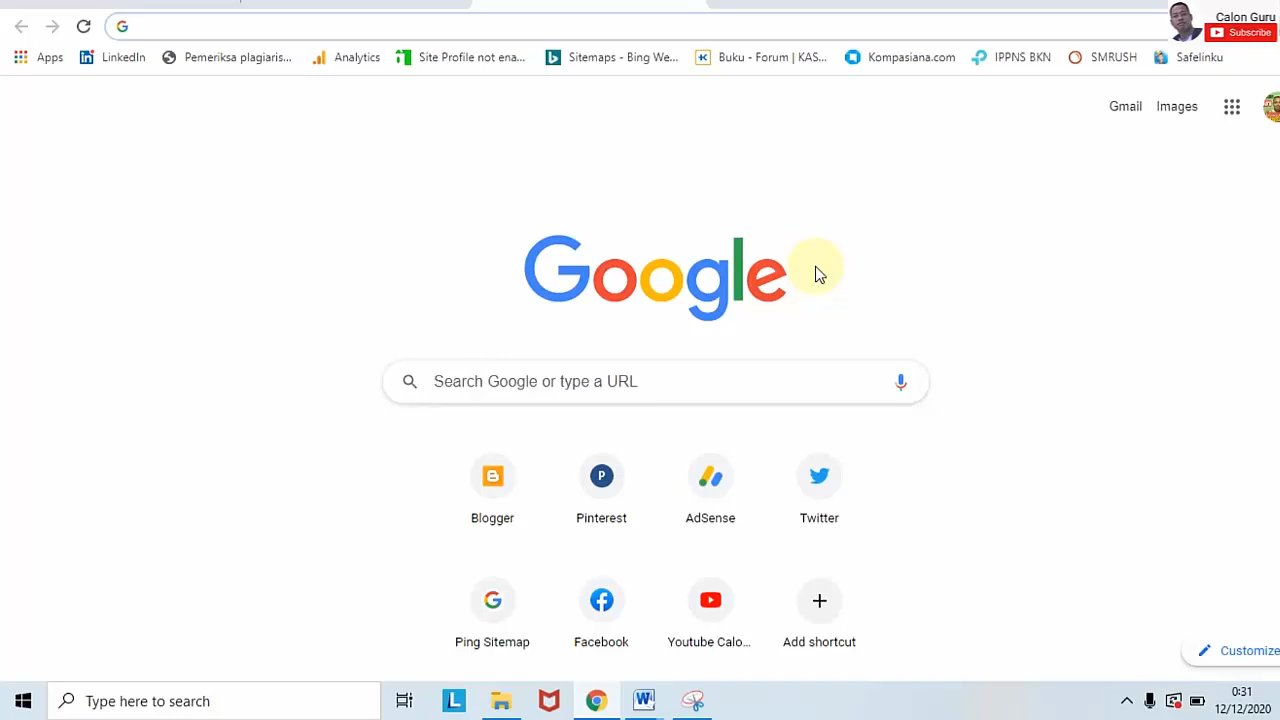 Calon Guru
Subscribe
Apps LinkedIn Pemeriksa plagiaris... Analytics Site Profile not ena... Sitemaps - Bing We... Buku - Forum | KAS... Kompasiana.com IPPNS BKN SMRUSH Safelinku
Gmail Images
Google
Search Google or type a URL
Blogger Pinterest AdSense Twitter
Ping Sitemap Facebook Youtube Calo... Add shortcut
Customize
Type here to search
0:31
12/12/2020